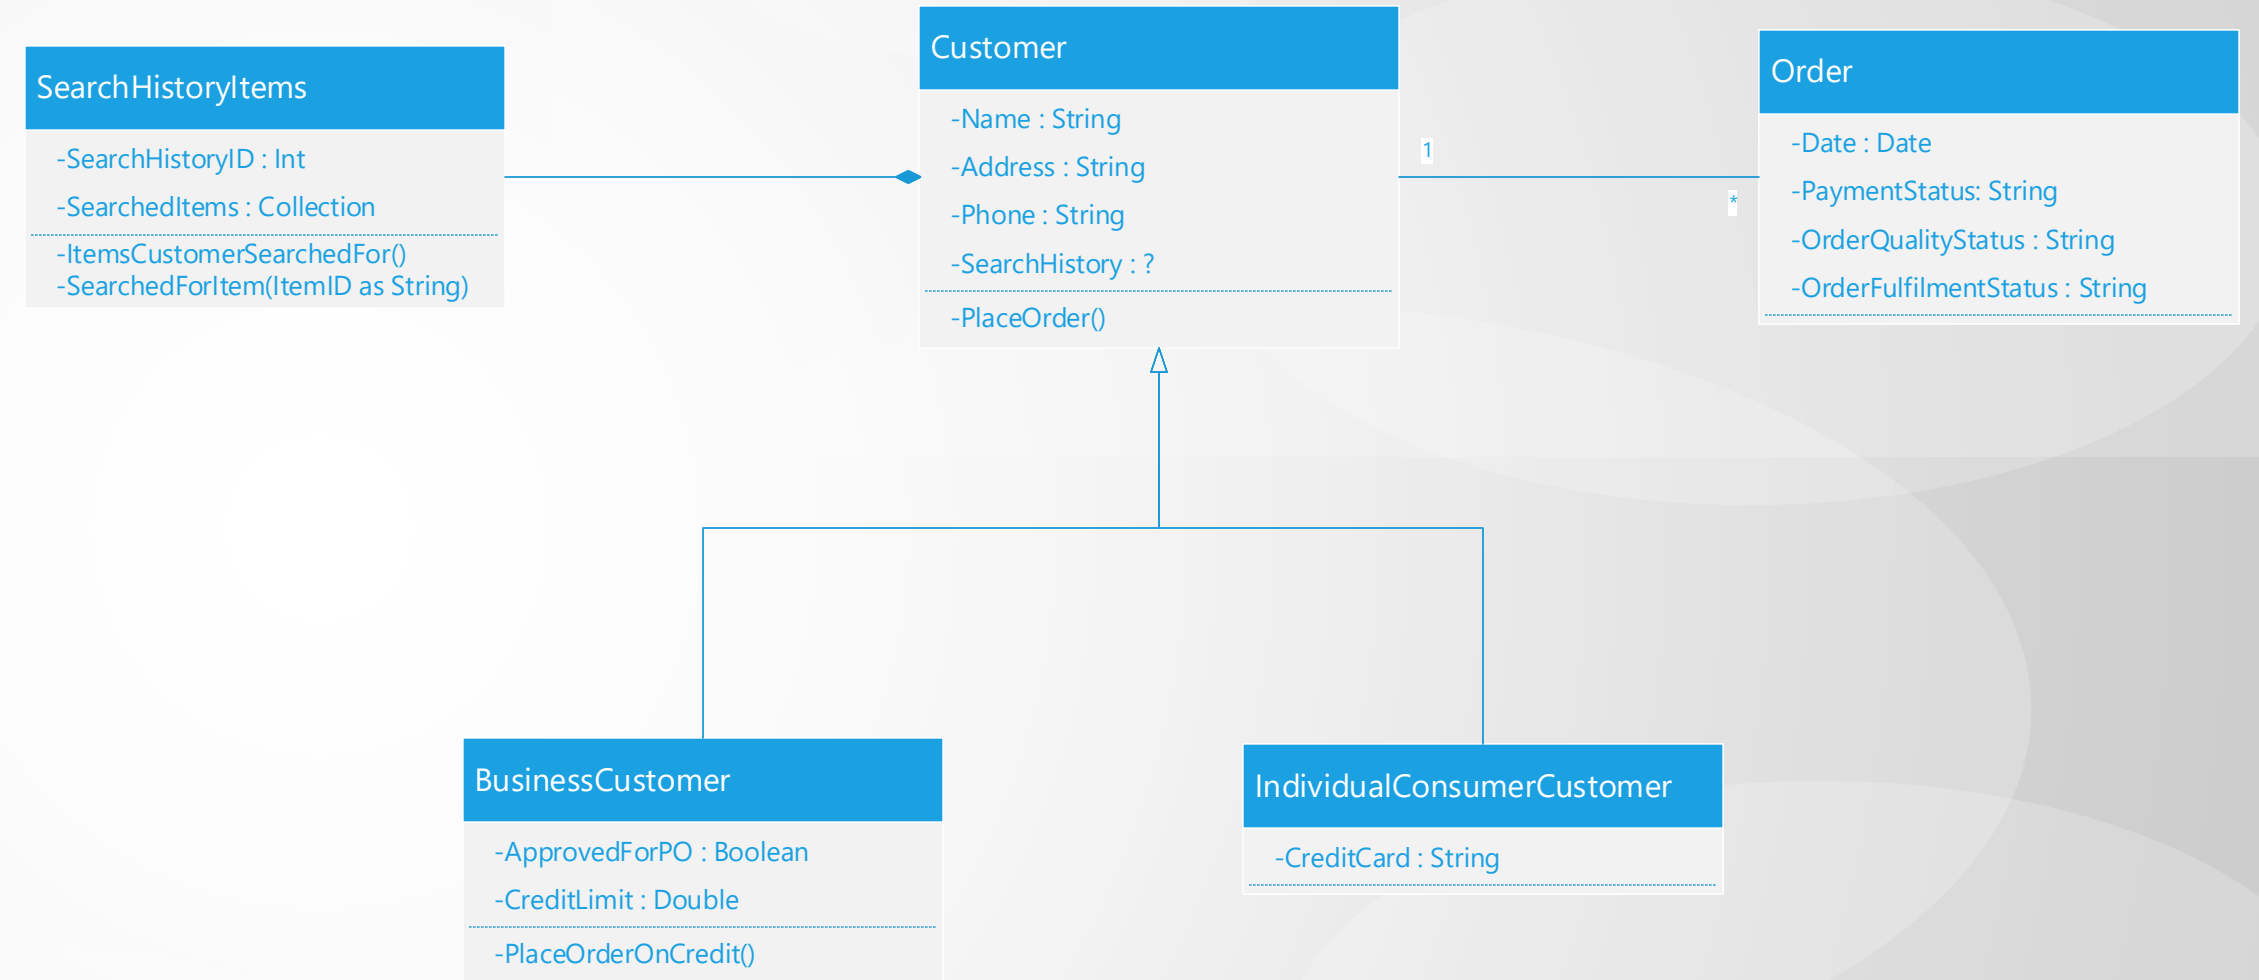 SearchHistoryItems
-SearchHistoryID : Int
-SearchedItems : Collection
-ItemsCustomerSearchedFor()
-SearchedForItem(ItemID as String)
Customer
-Name : String
-Address : String
-Phone : String
-SearchHistory : ?
-PlaceOrder()
1
*
Order
-Date : Date
-PaymentStatus: String
-OrderQualityStatus : String
-OrderFulfilmentStatus : String
BusinessCustomer
-ApprovedForPO : Boolean
-CreditLimit : Double
-PlaceOrderOnCredit()
IndividualConsumerCustomer
-CreditCard : String